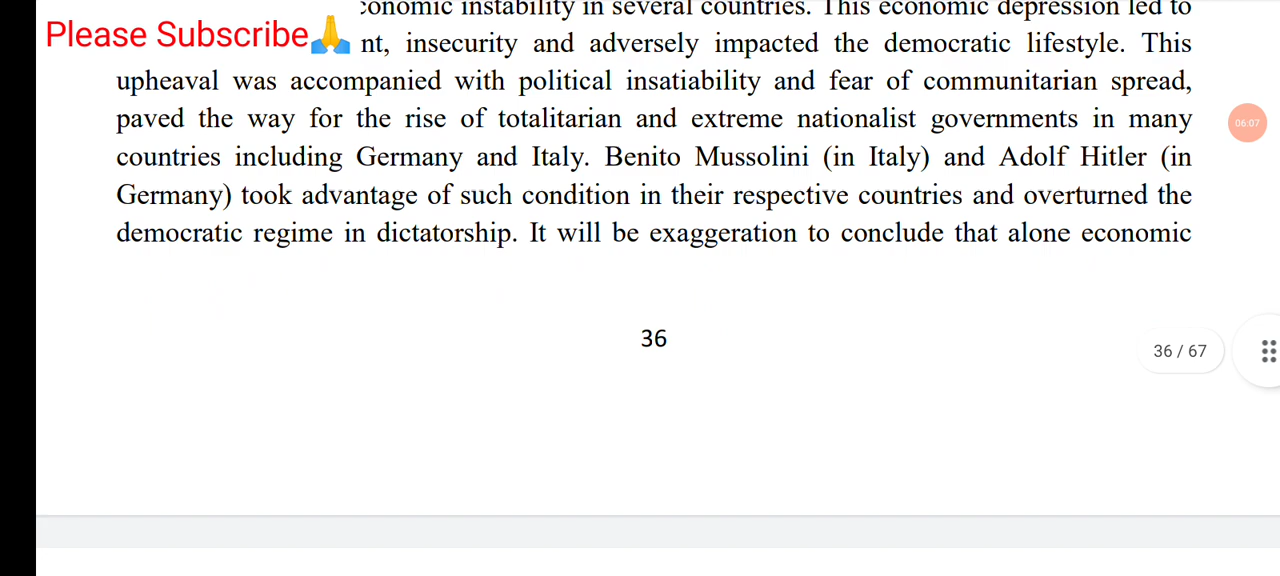 conomic instability in several countries. This economic depression led to
Please Subscribe🙏 nt, insecurity and adversely impacted the democratic lifestyle. This
upheaval was accompanied with political insatiability and fear of communitarian spread,
paved the way for the rise of totalitarian and extreme nationalist governments in many
06:07
countries including Germany and Italy. Benito Mussolini (in Italy) and Adolf Hitler (in
Germany) took advantage of such condition in their respective countries and overturned the
democratic regime in dictatorship. It will be exaggeration to conclude that alone economic
36
36 / 67